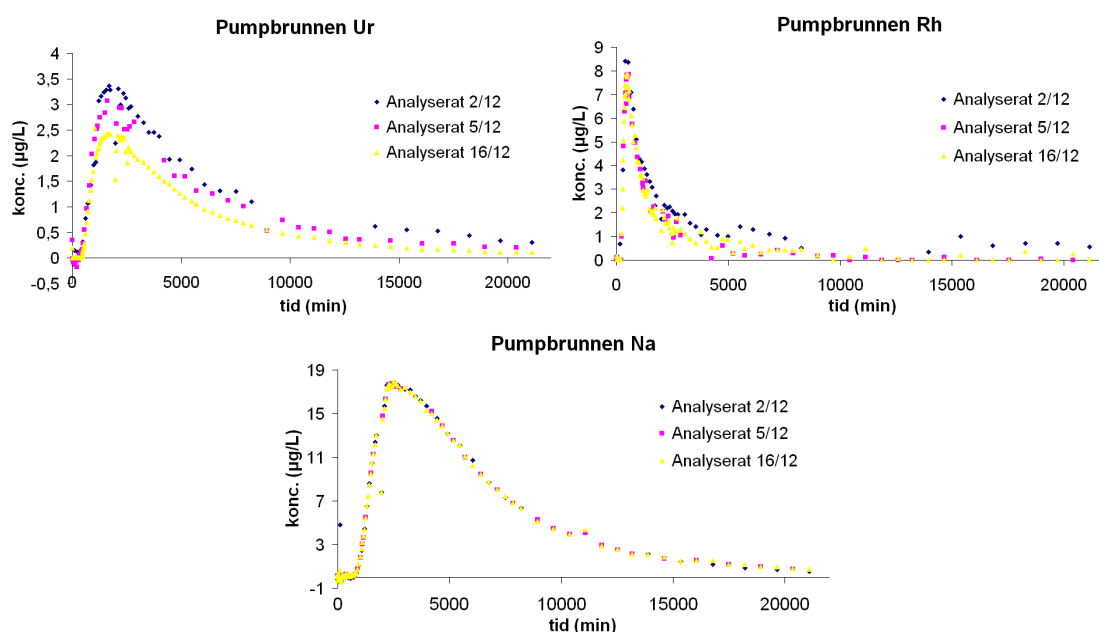 Pumpbrunnen Ur
4
3,5
3
2,5
2
1,5
1
0,5
0
-0,5
konc. (µg/L)
0 5000 10000 15000 20000
tid (min)
Analyserat 2/12
Analyserat 5/12
Analyserat 16/12
Pumpbrunnen Rh
9
8
7
6
5
4
3
2
1
0
konc. (µg/L)
0 5000 10000 15000 20000
tid (min)
Analyserat 2/12
Analyserat 5/12
Analyserat 16/12
Pumpbrunnen Na
19
15
11
7
3
-1
konc. (µg/L)
0 5000 10000 15000 20000
tid (min)
Analyserat 2/12
Analyserat 5/12
Analyserat 16/12